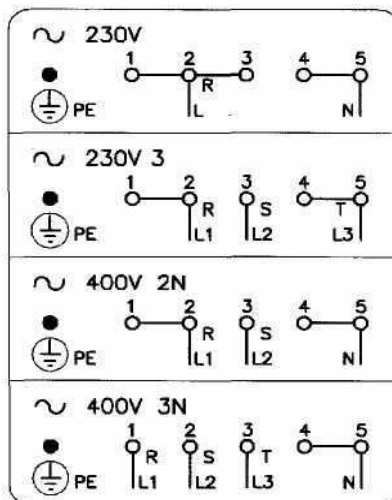 ∿ 230V
1 2 3 4 5
R
PE L N
∿ 230V 3
1 2 3 4 5
R S T
PE L1 L2 L3
∿ 400V 2N
1 2 3 4 5
R S
PE L1 L2 N
∿ 400V 3N
1 2 3 4 5
R S T
PE L1 L2 L3 N